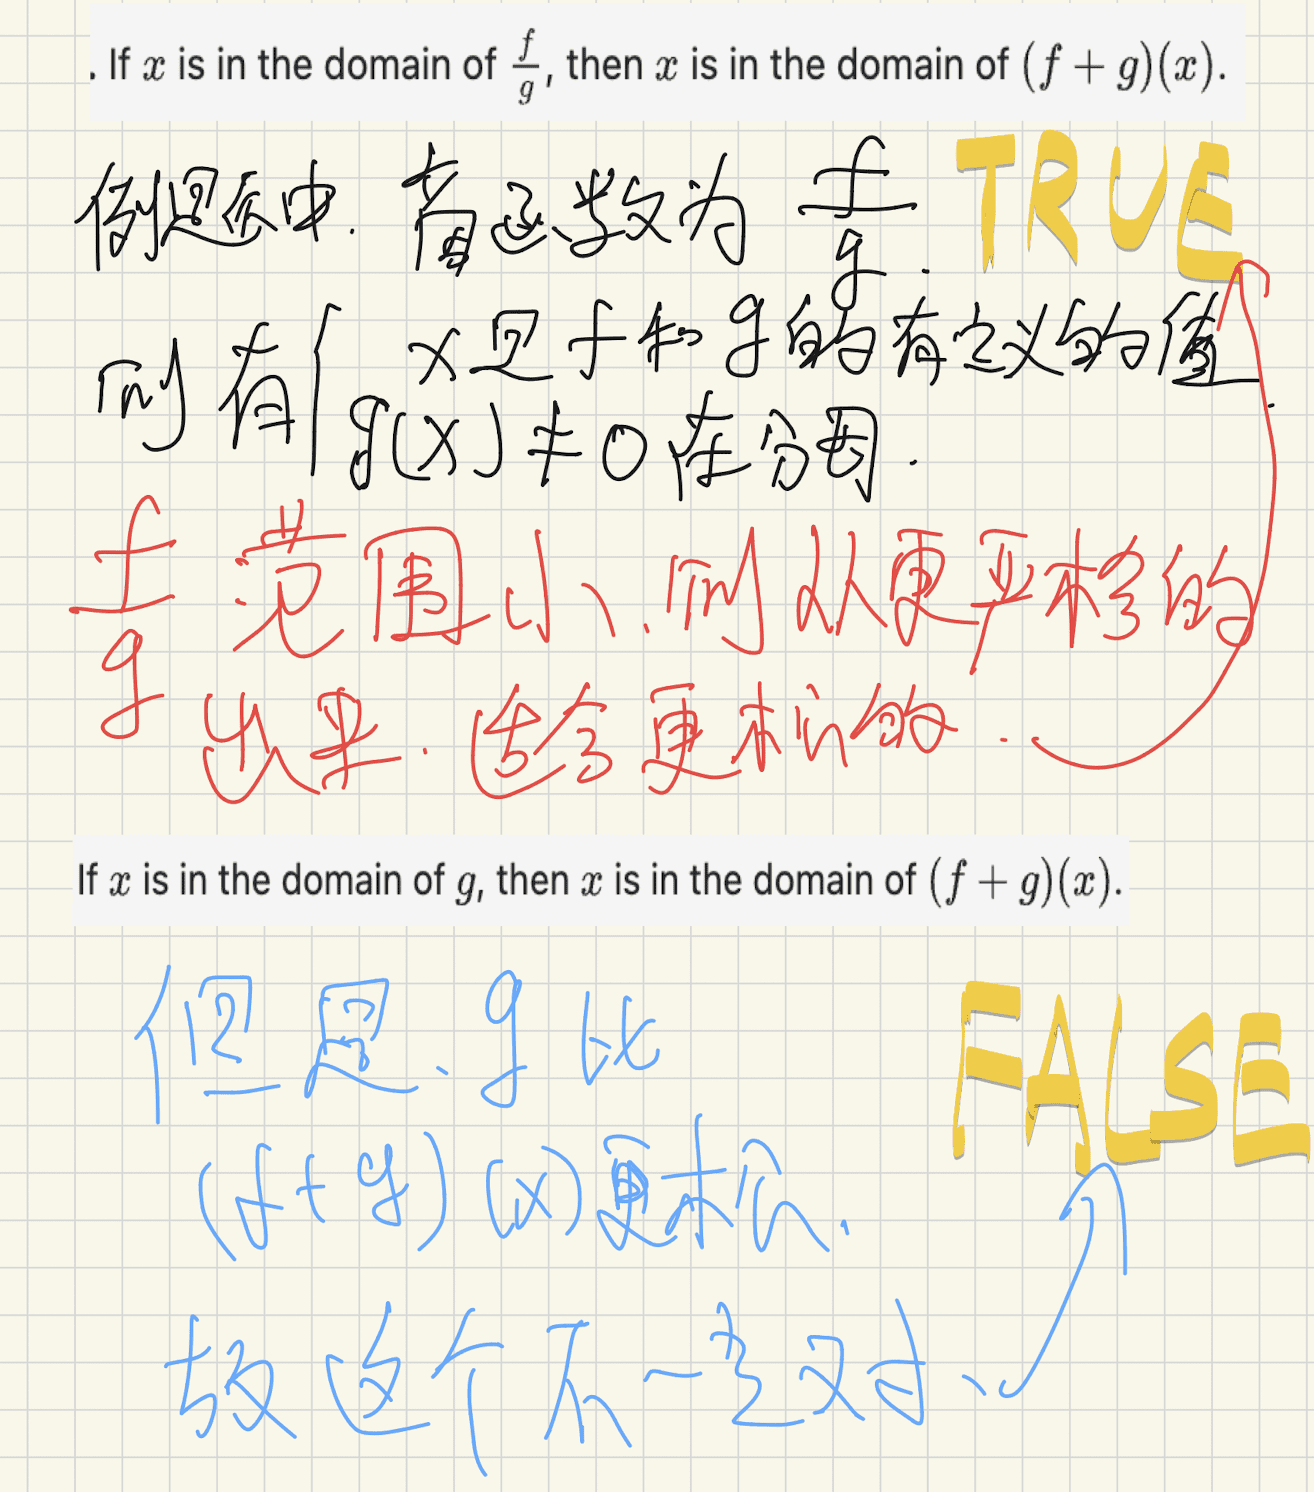 . If x is in the domain of f/g, then x is in the domain of (f + g)(x).
例题中. 若函数为 f/g.
TRUE
则有{ x是f和g的有定义的值.
g(x)≠0在分母.
f/g 范围小、则从更严格的
出来. 适合更松的.
If x is in the domain of g, then x is in the domain of (f + g)(x).
但是、g比
FALSE
(f+g)(x)更松.
故这个不一定对、